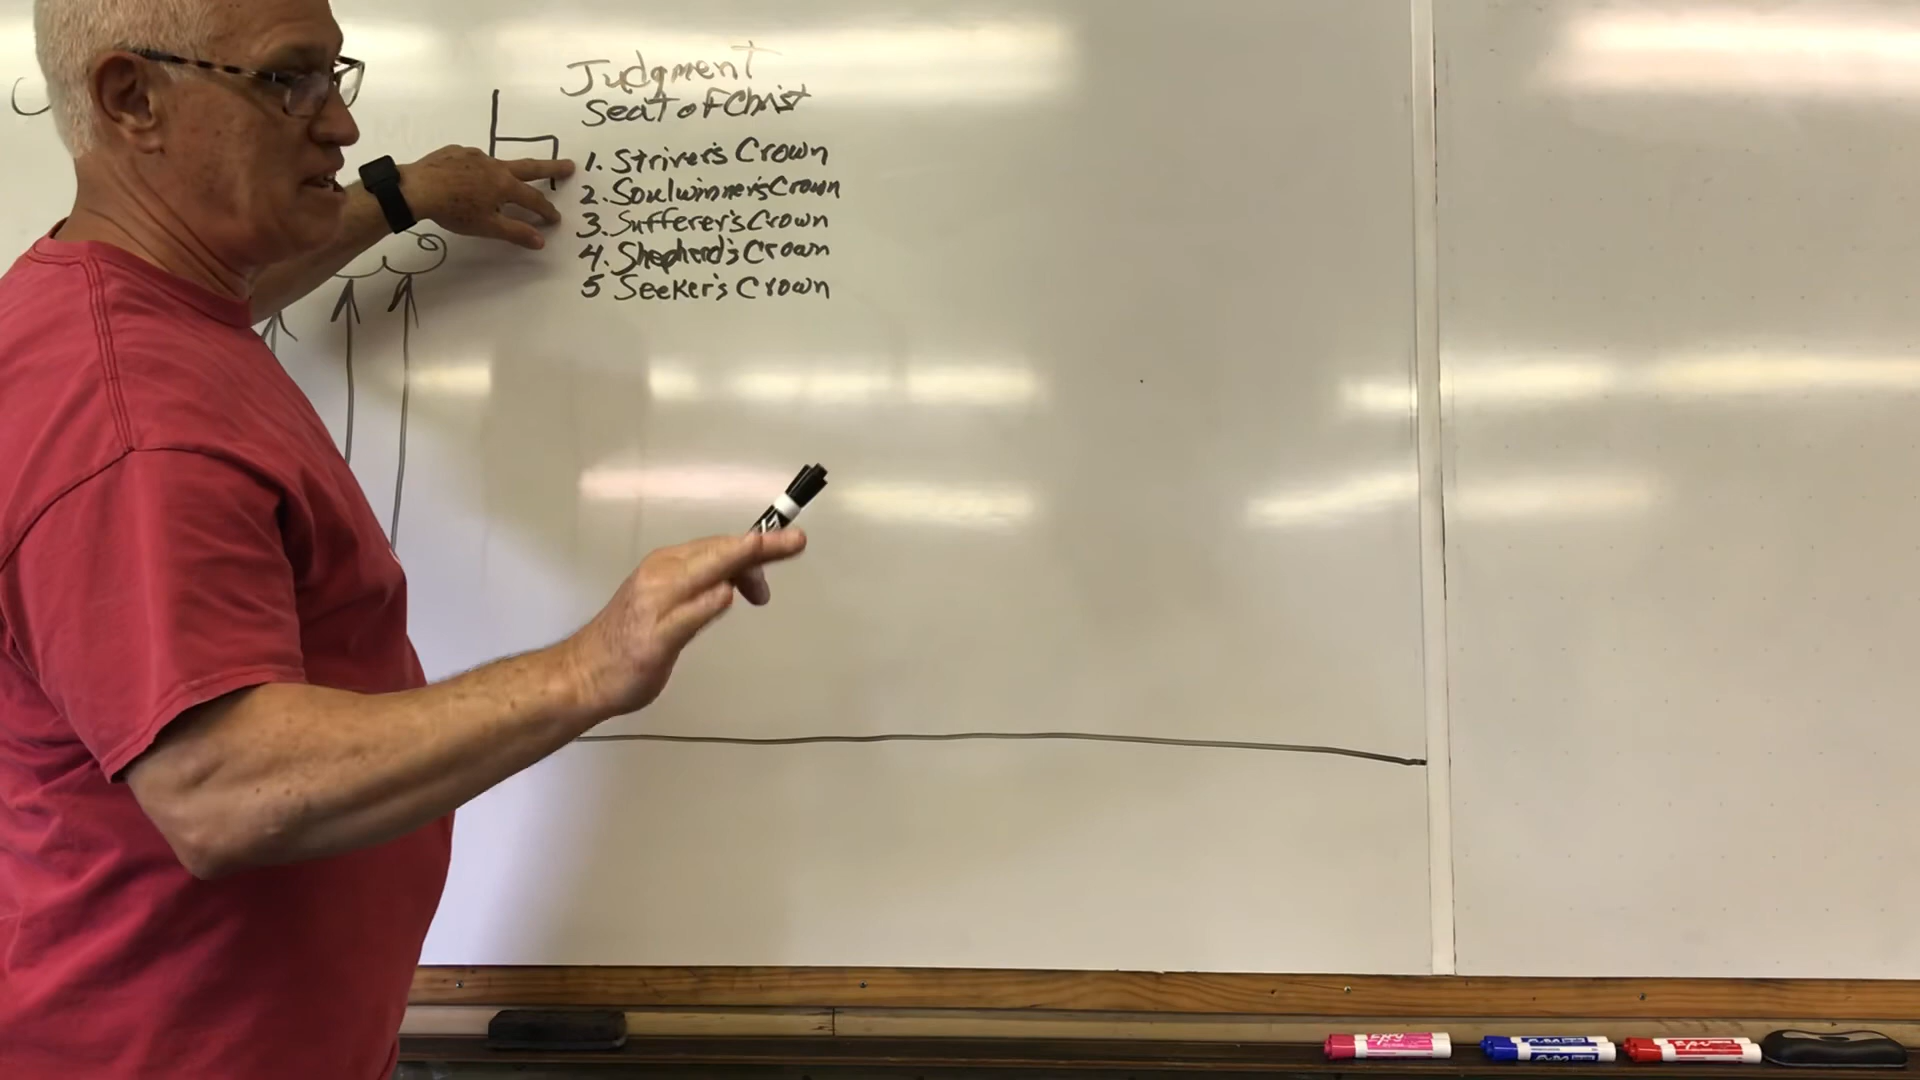 Judgment
Seat of Christ
1. Striver's Crown
2. Soulwinner's Crown
3. Sufferer's Crown
4. Shepherd's Crown
5 Seeker's Crown